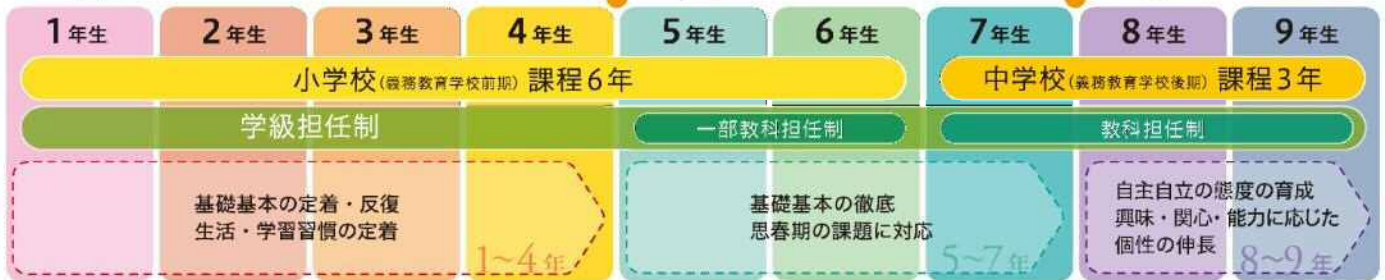 1年生 2年生 3年生 4年生 5年生 6年生 7年生 8年生 9年生
小学校(義務教育学校前期)課程6年 中学校(義務教育学校後期)課程3年
学級担任制 一部教科担任制 教科担任制
基礎基本の定着・反復
生活・学習習慣の定着
1~4年
基礎基本の徹底
思春期の課題に対応
5~7年
自主自立の態度の育成
興味・関心・能力に応じた
個性の伸長
8~9年